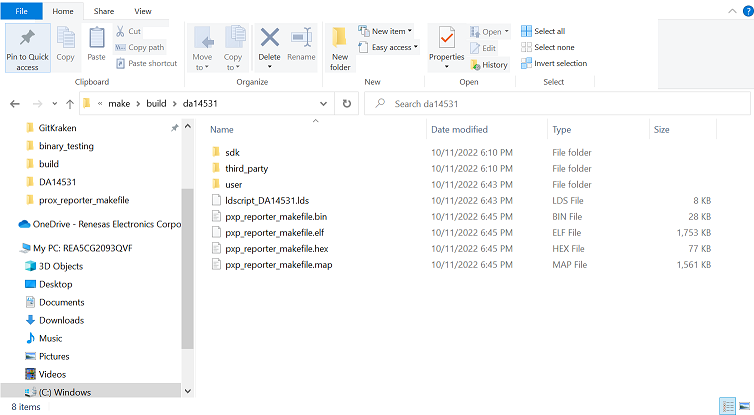 File Home Share View
Pin to Quick access
Copy
Paste
Cut
Copy path
Paste shortcut
Clipboard
Move to
Copy to
Delete
Rename
Organize
New folder
New item
Easy access
New
Properties
Open
Edit
History
Open
Select all
Select none
Invert selection
Select
« make build da14531
Search da14531
GitKraken
binary_testing
build
DA14531
prox_reporter_makefile
OneDrive - Renesas Electronics Corpo
My PC: REA5CG2093QVF
3D Objects
Desktop
Documents
Downloads
Music
Pictures
Videos
(C:) Windows
Name Date modified Type Size
sdk 10/11/2022 6:10 PM File folder
third_party 10/11/2022 6:10 PM File folder
user 10/11/2022 6:43 PM File folder
ldscript_DA14531.lds 10/11/2022 6:43 PM LDS File 8 KB
pxp_reporter_makefile.bin 10/11/2022 6:45 PM BIN File 28 KB
pxp_reporter_makefile.elf 10/11/2022 6:45 PM ELF File 1,753 KB
pxp_reporter_makefile.hex 10/11/2022 6:45 PM HEX File 77 KB
pxp_reporter_makefile.map 10/11/2022 6:45 PM MAP File 1,561 KB
8 items